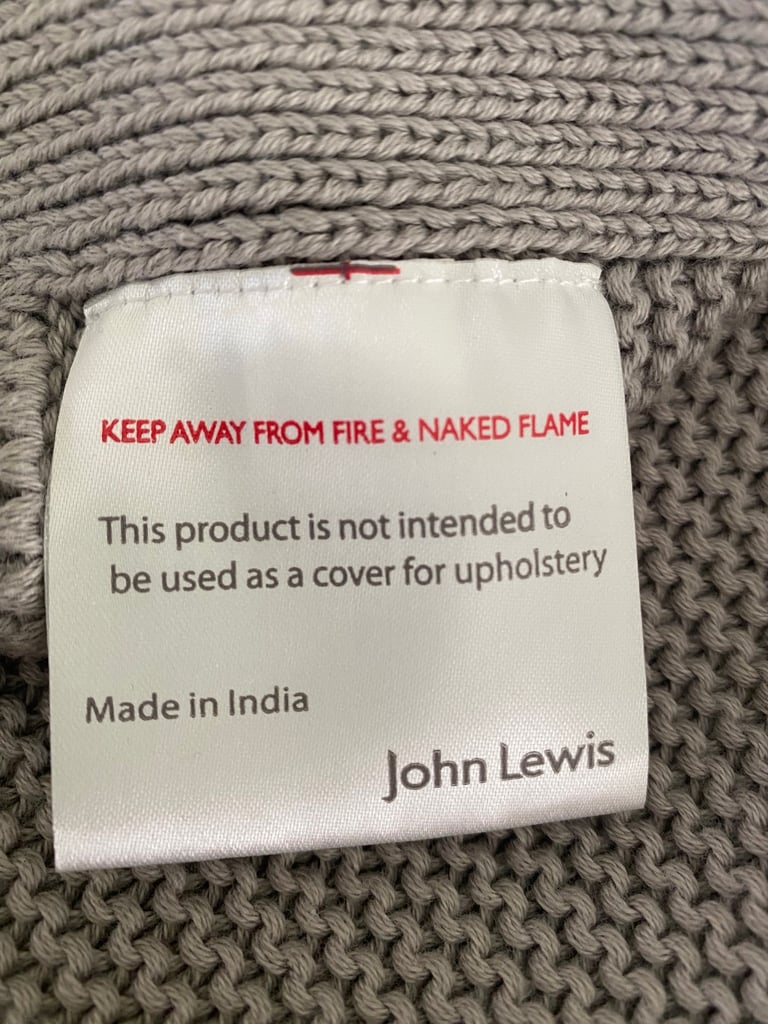 KEEP AWAY FROM FIRE & NAKED FLAME
This product is not intended to
be used as a cover for upholstery
Made in India
John Lewis